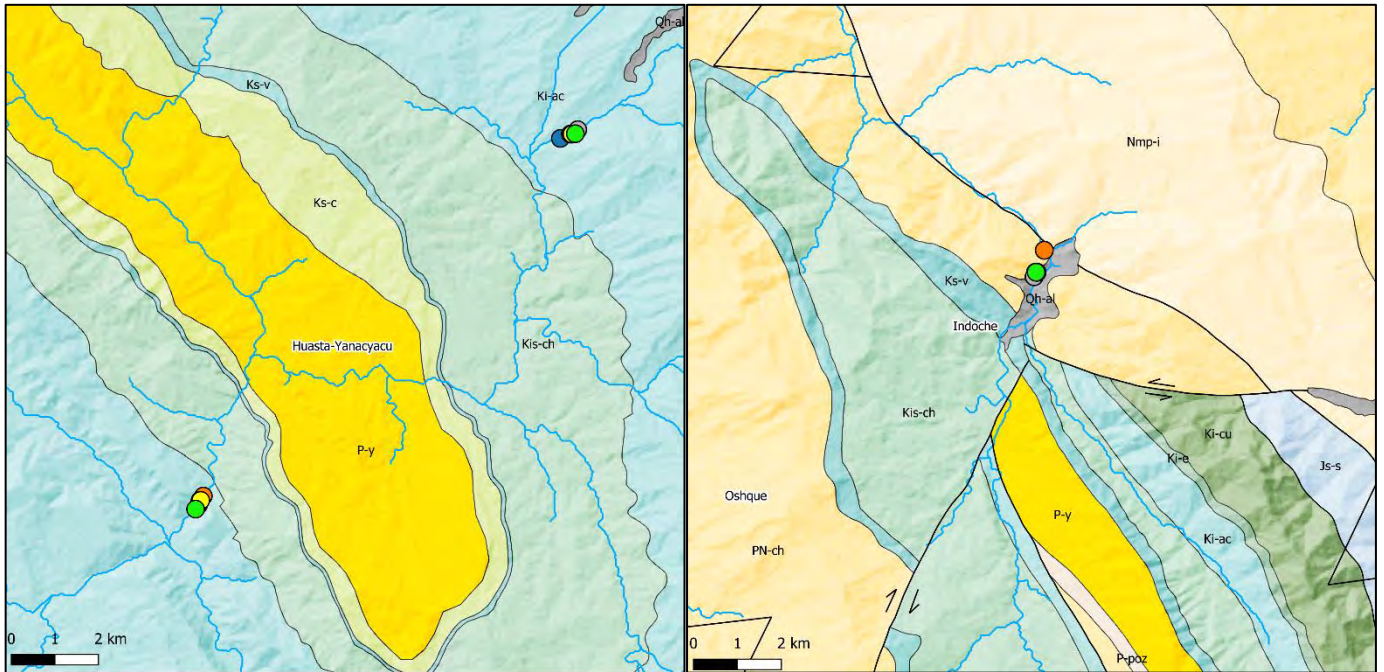 Qh-al
Ks-v
Ki-ac
Ks-c
Huasta-Yanacyacu
Kis-ch
P-y
0 1 2 km
Nmp-i
Ks-v
Qh-al
Indoche
Kis-ch
Ki-cu
Ki-e
Js-s
Oshque
P-y
Ki-ac
PN-ch
P-poz
0 1 2 km